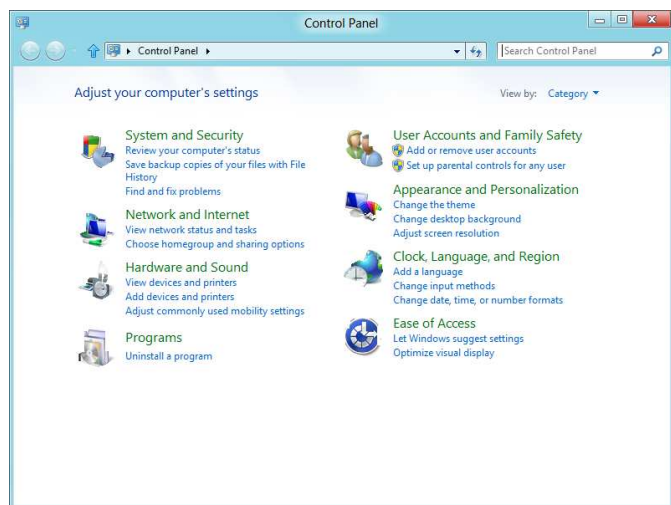 Control Panel
Control Panel
Search Control Panel
Adjust your computer's settings
View by: Category
System and Security
Review your computer's status
Save backup copies of your files with File
History
Find and fix problems
Network and Internet
View network status and tasks
Choose homegroup and sharing options
Hardware and Sound
View devices and printers
Add devices and printers
Adjust commonly used mobility settings
Programs
Uninstall a program
User Accounts and Family Safety
Add or remove user accounts
Set up parental controls for any user
Appearance and Personalization
Change the theme
Change desktop background
Adjust screen resolution
Clock, Language, and Region
Add a language
Change input methods
Change date, time, or number formats
Ease of Access
Let Windows suggest settings
Optimize visual display